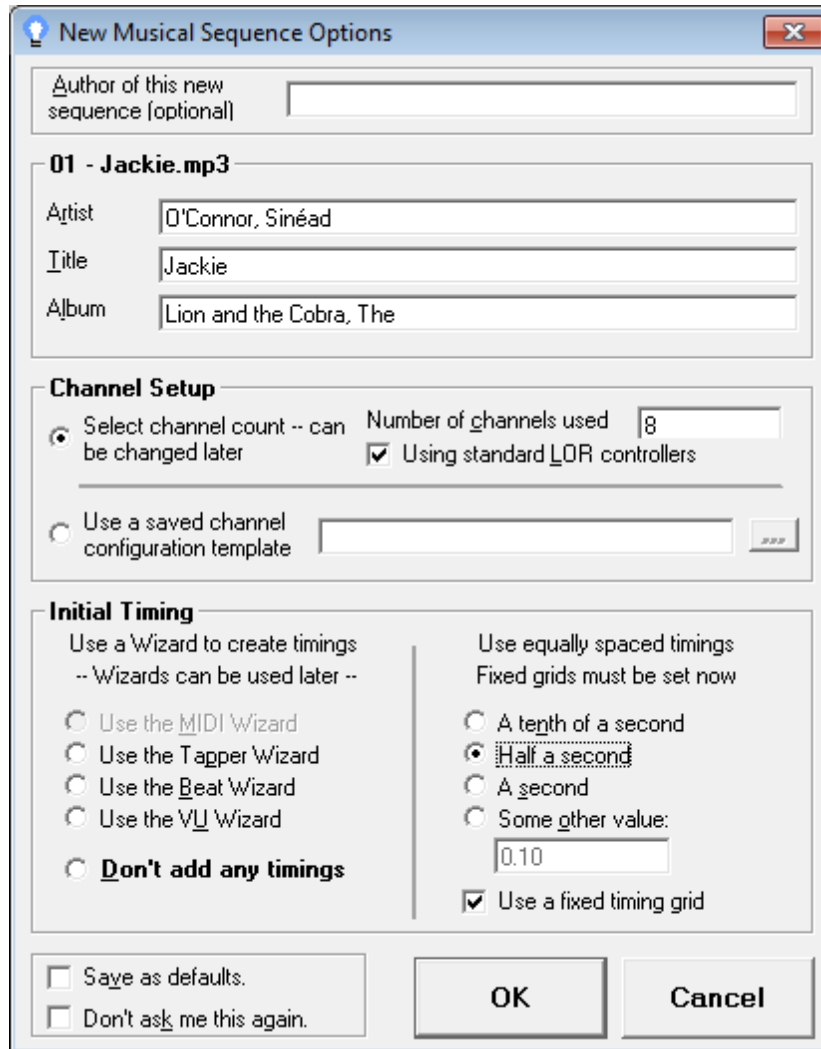 New Musical Sequence Options
Author of this new
sequence (optional)
01 - Jackie.mp3
Artist
O'Connor, Sinéad
Title
Jackie
Album
Lion and the Cobra, The
Channel Setup
Select channel count -- can
be changed later
Number of channels used
8
Using standard LOR controllers
Use a saved channel
configuration template
...
Initial Timing
Use a Wizard to create timings
-- Wizards can be used later --
Use the MIDI Wizard
Use the Tapper Wizard
Use the Beat Wizard
Use the VU Wizard
Don't add any timings
Use equally spaced timings
Fixed grids must be set now
A tenth of a second
Half a second
A second
Some other value:
0.10
Use a fixed timing grid
Save as defaults.
Don't ask me this again.
OK
Cancel